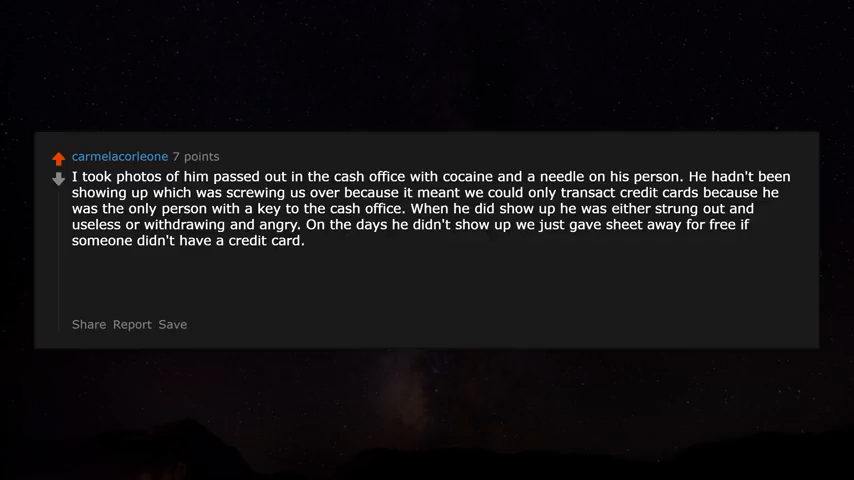 carmelacorleone 7 points
I took photos of him passed out in the cash office with cocaine and a needle on his person. He hadn't been
showing up which was screwing us over because it meant we could only transact credit cards because he
was the only person with a key to the cash office. When he did show up he was either strung out and
useless or withdrawing and angry. On the days he didn't show up we just gave sheet away for free if
someone didn't have a credit card.
Share Report Save